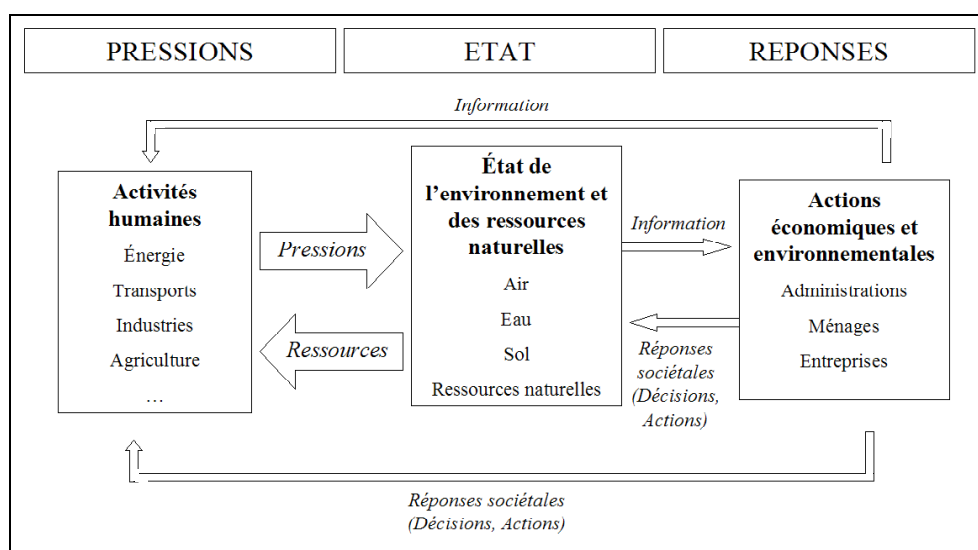 PRESSIONS
ETAT
REPONSES
Information
Activités
humaines
Énergie
Transports
Industries
Agriculture
…
Pressions
Ressources
État de
l’environnement et
des ressources
naturelles
Air
Eau
Sol
Ressources naturelles
Information
Réponses
sociétales
(Décisions,
Actions)
Actions
économiques et
environnementales
Administrations
Ménages
Entreprises
Réponses sociétales
(Décisions, Actions)